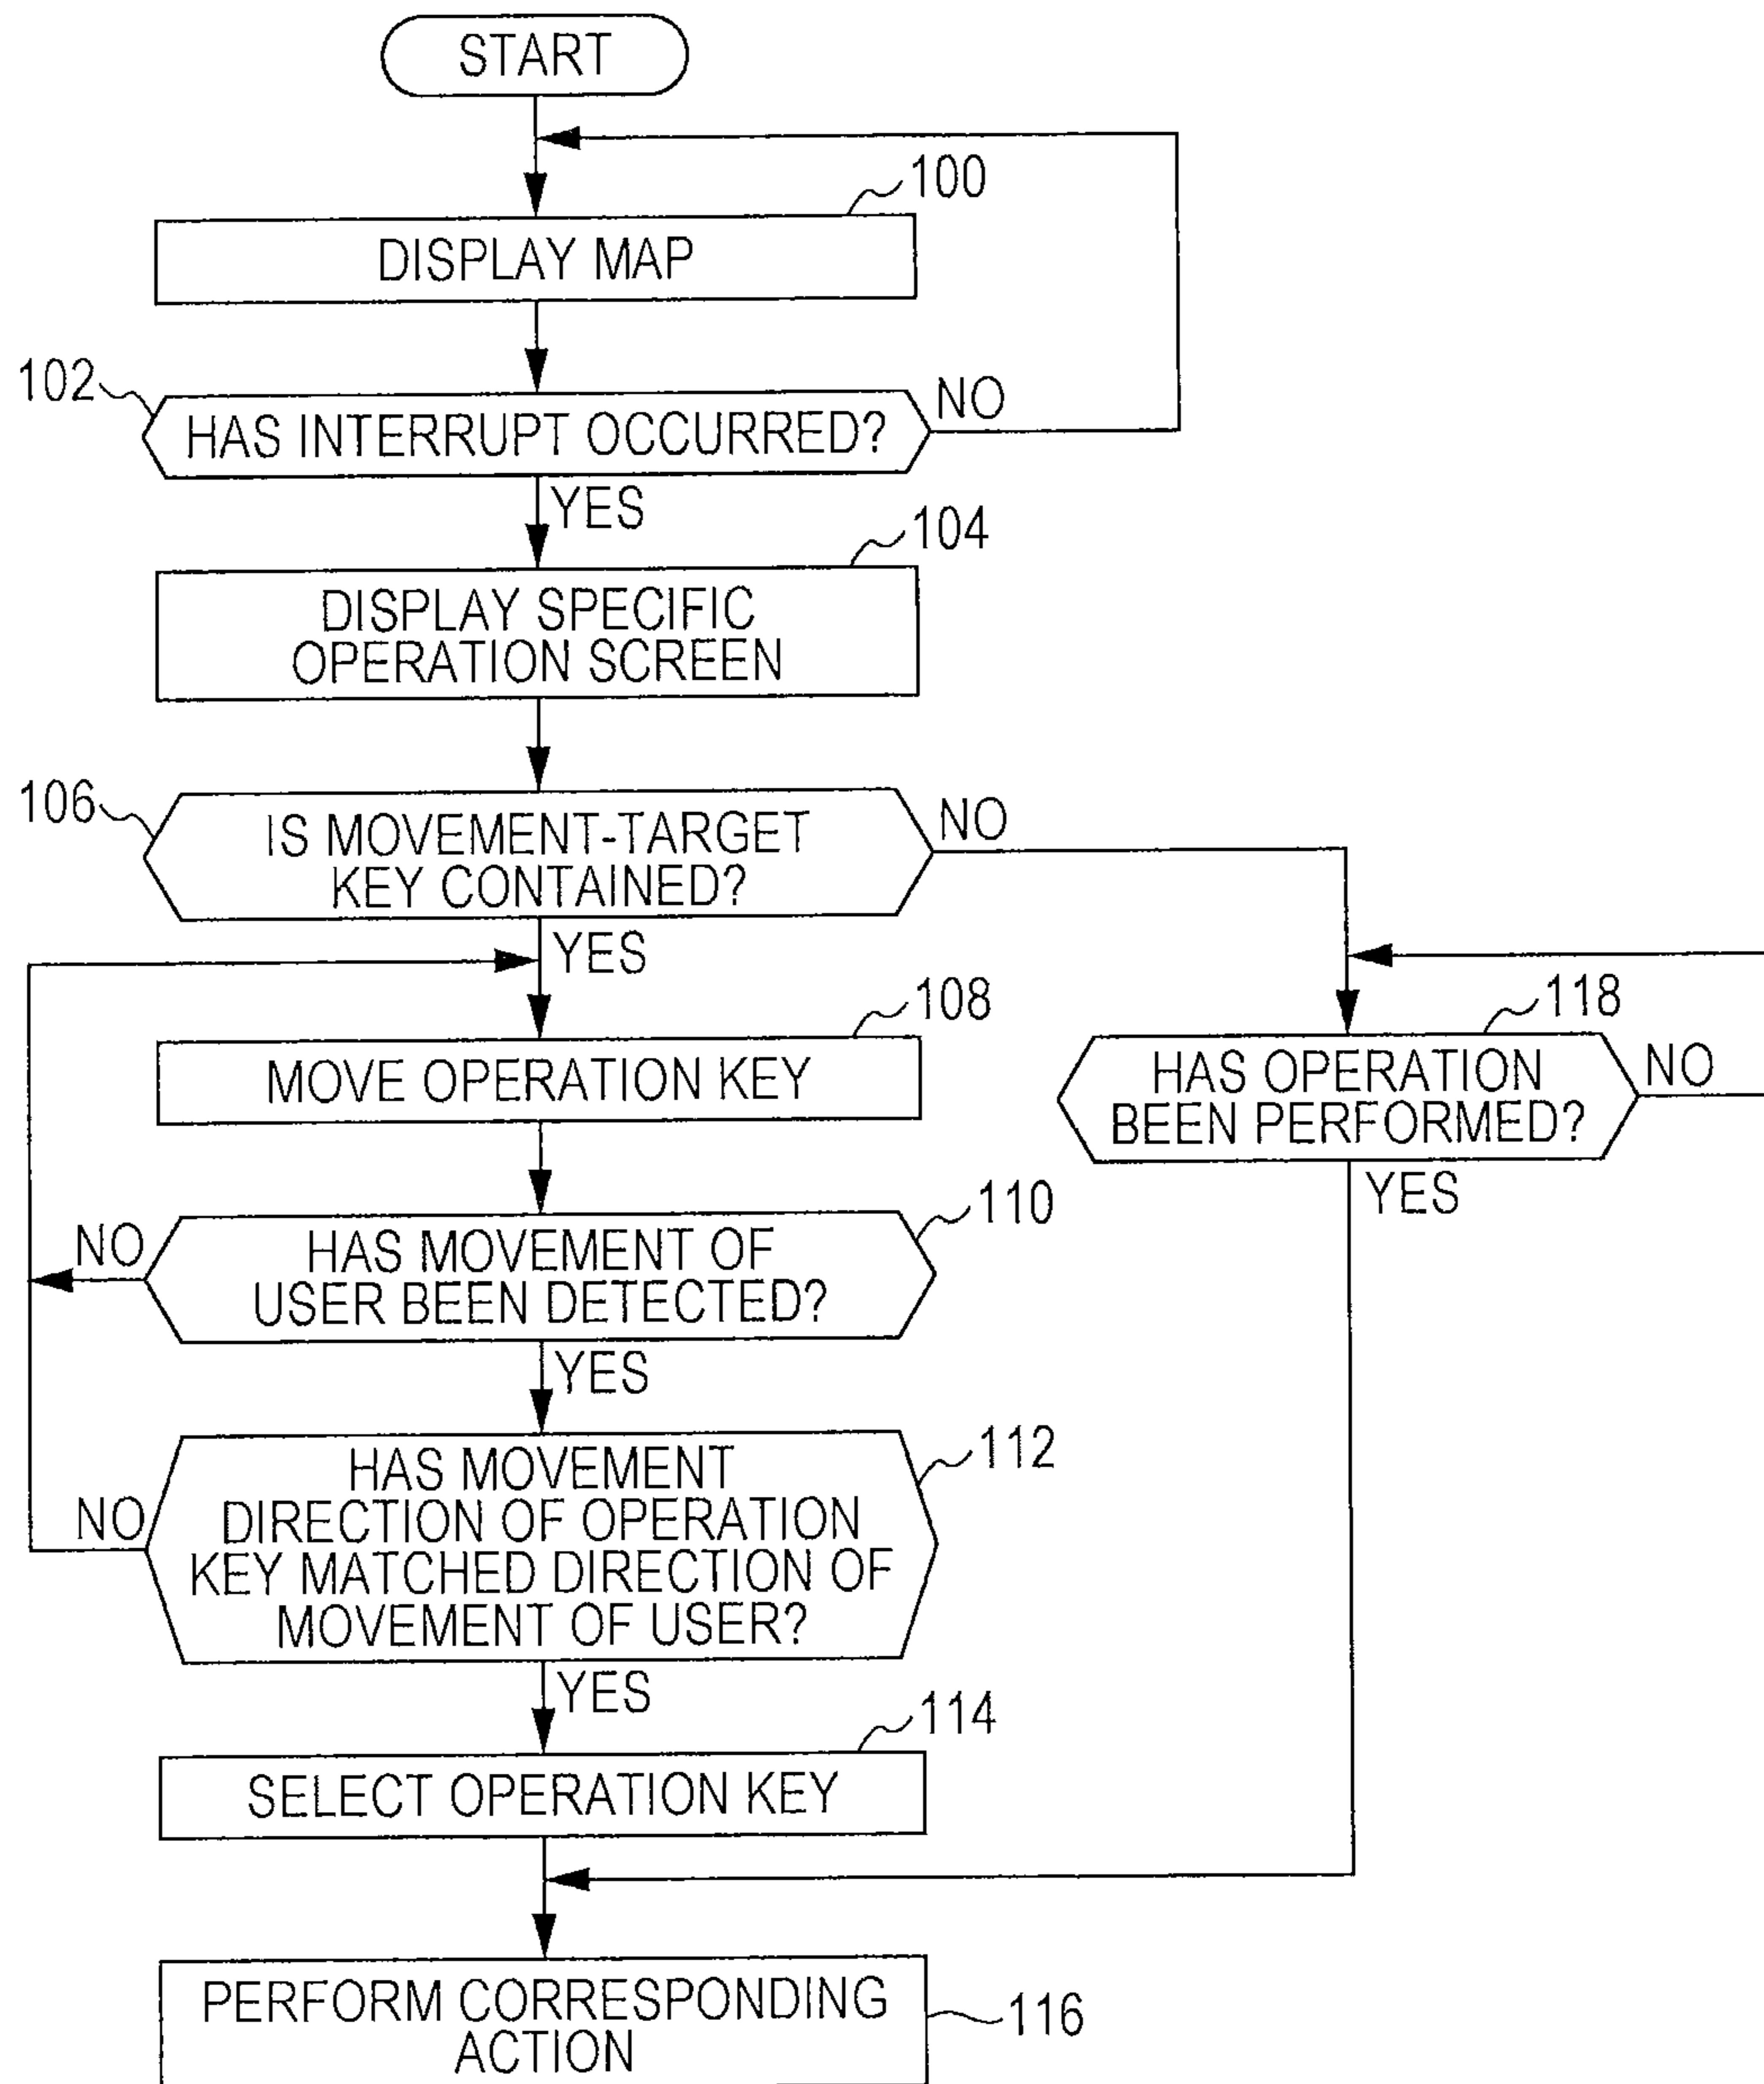 START
100
DISPLAY MAP
102
HAS INTERRUPT OCCURRED?
NO
YES
104
DISPLAY SPECIFIC
OPERATION SCREEN
106
IS MOVEMENT-TARGET
KEY CONTAINED?
NO
YES
108
MOVE OPERATION KEY
118
HAS OPERATION
BEEN PERFORMED?
NO
YES
110
HAS MOVEMENT OF
USER BEEN DETECTED?
NO
YES
112
HAS MOVEMENT
DIRECTION OF OPERATION
KEY MATCHED DIRECTION OF
MOVEMENT OF USER?
NO
YES
114
SELECT OPERATION KEY
PERFORM CORRESPONDING
ACTION
116